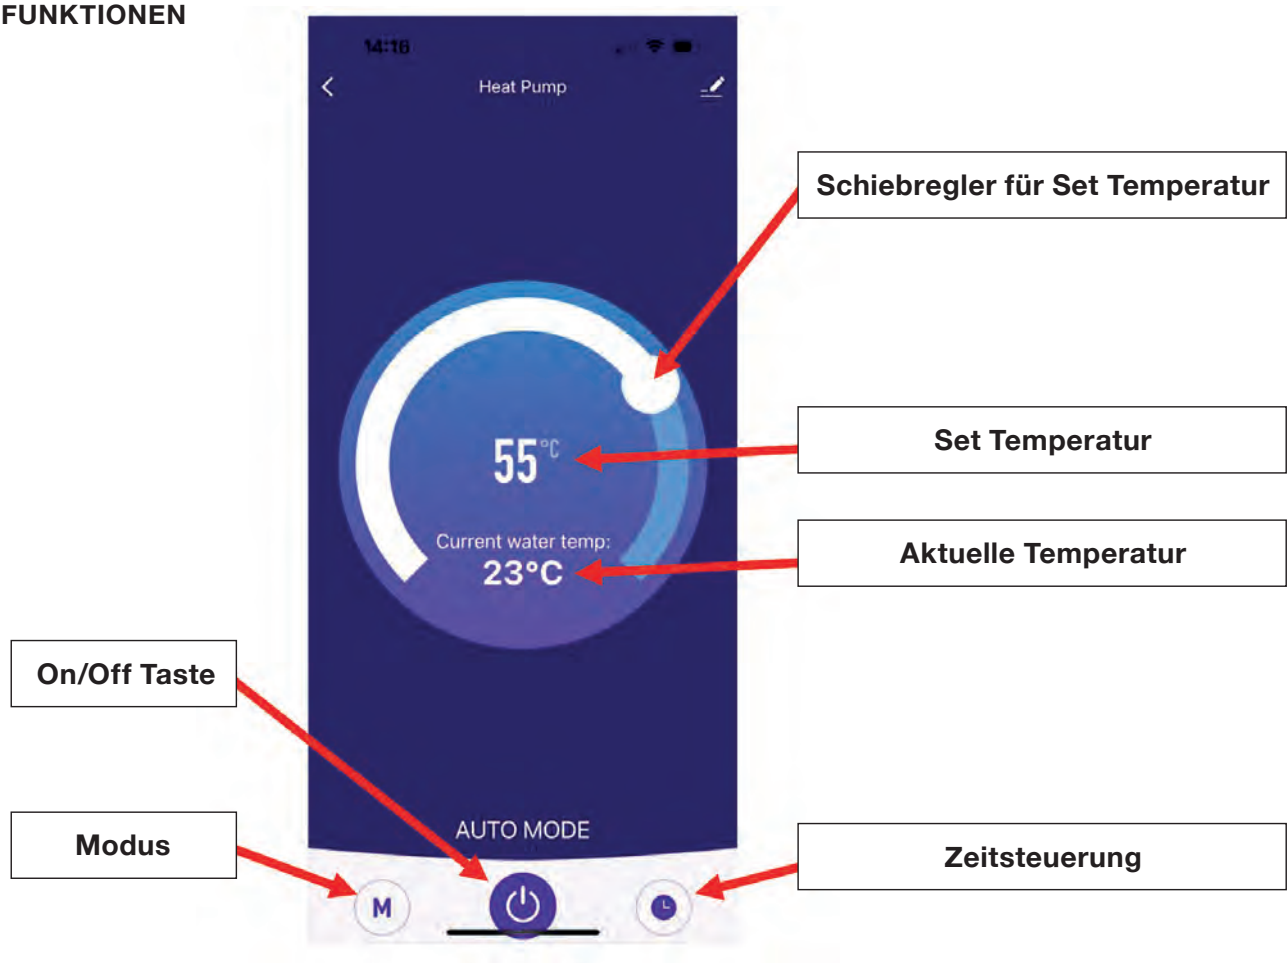 FUNKTIONEN
14:16
Heat Pump
Schiebregler für Set Temperatur
55°C
Set Temperatur
Current water temp:
23°C
Aktuelle Temperatur
On/Off Taste
AUTO MODE
Modus
Zeitsteuerung
M